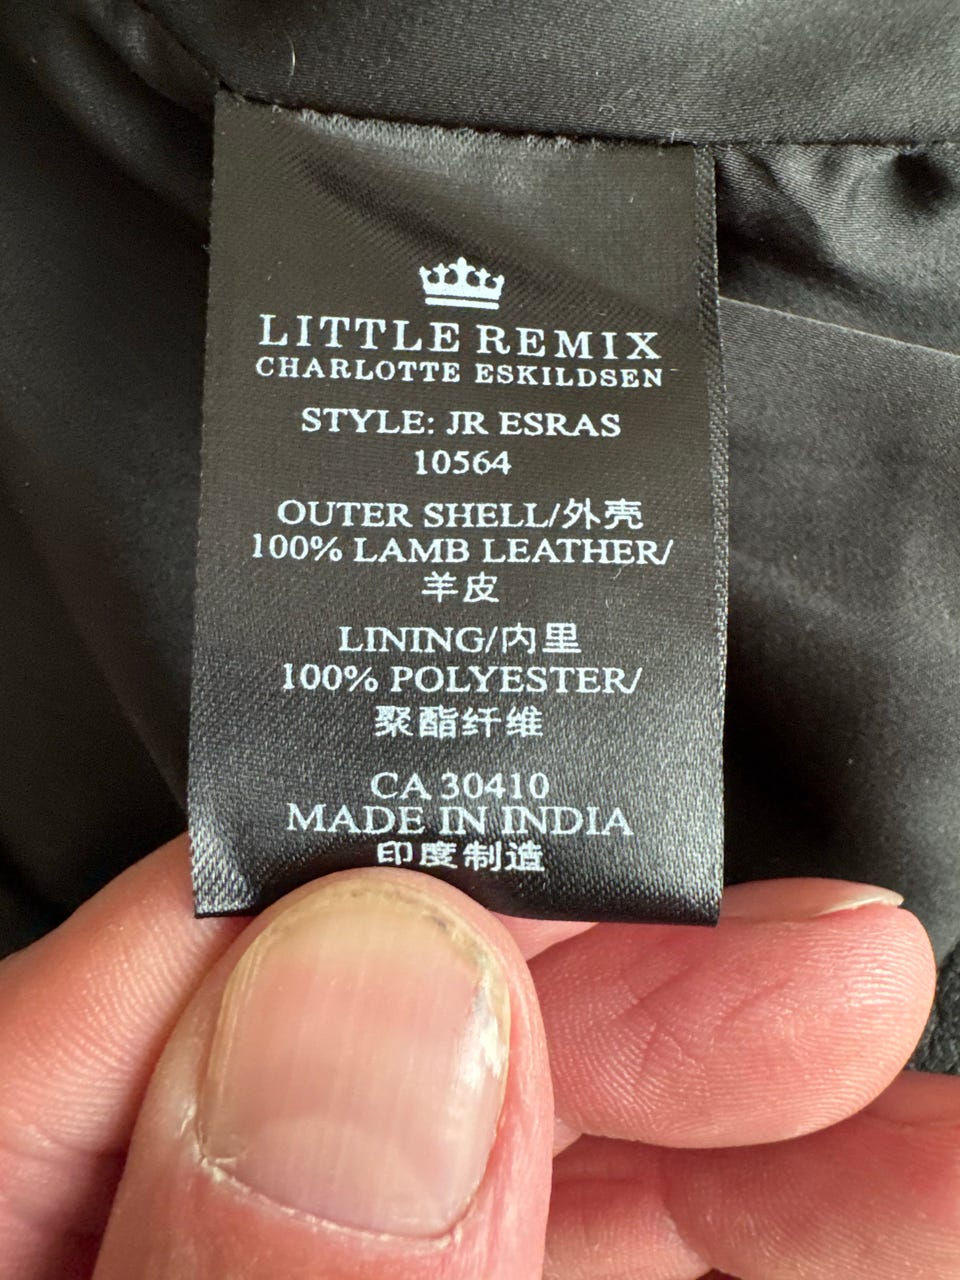 LITTLE REMIX
CHARLOTTE ESKILDSEN
STYLE: JR ESRAS
10564
OUTER SHELL/外壳
100% LAMB LEATHER/
羊皮
LINING/内里
100% POLYESTER/
聚酯纤维
CA 30410
MADE IN INDIA
印度制造